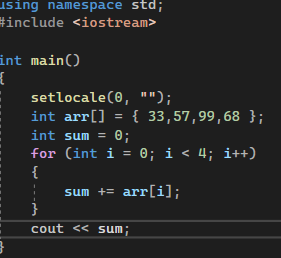 using namespace std;
#include <iostream>
int main()
{
setlocale(0, "");
int arr[] = { 33,57,99,68 };
int sum = 0;
for (int i = 0; i < 4; i++)
{
sum += arr[i];
}
cout << sum;
}